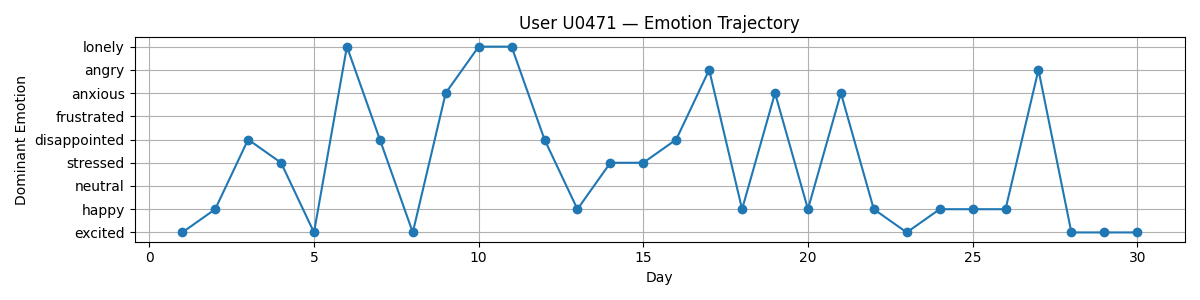 User U0471 — Emotion Trajectory
Dominant Emotion
lonely
angry
anxious
frustrated
disappointed
stressed
neutral
happy
excited
0 5 10 15 20 25 30
Day